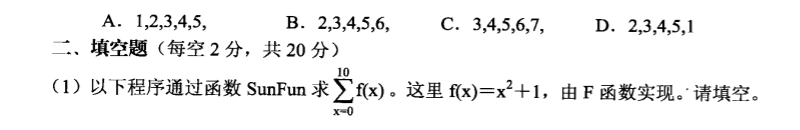 A. 1,2,3,4,5, B. 2,3,4,5,6, C. 3,4,5,6,7, D. 2,3,4,5,1
二、填空题（每空 2 分，共 20 分）
（1）以下程序通过函数 SunFun 求 ∑_{x=0}^{10} f(x) 。这里 f(x)=x²+1，由 F 函数实现。请填空。